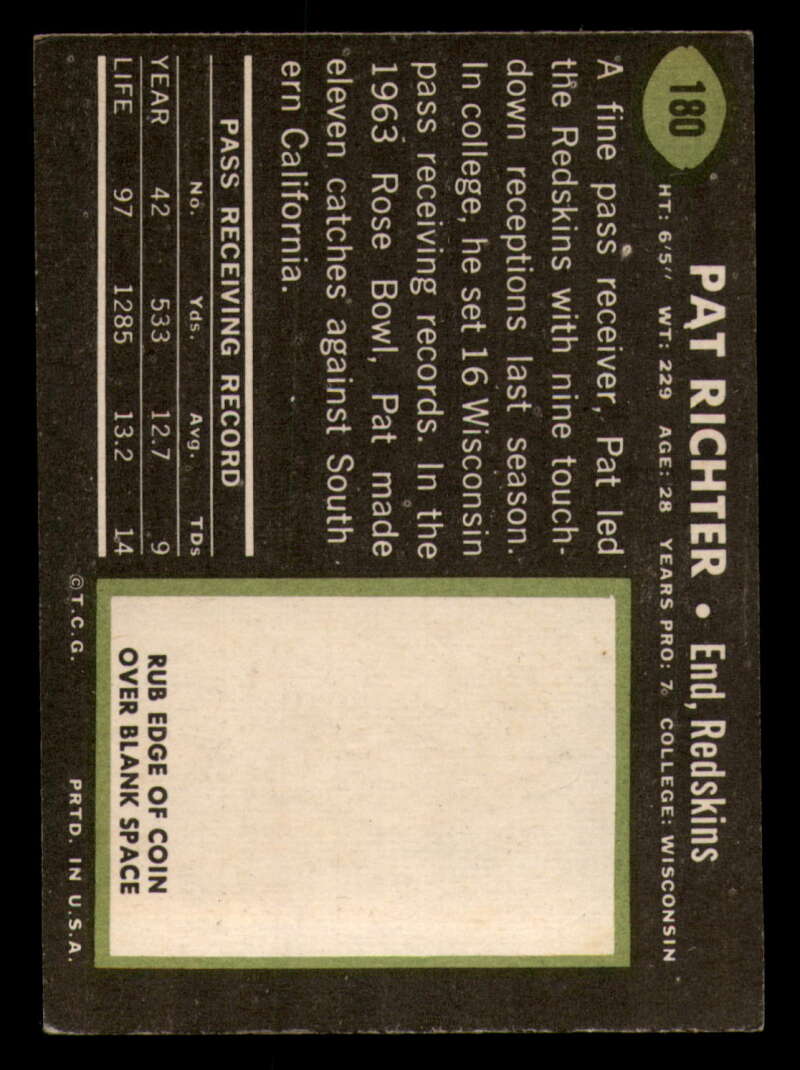 180
PAT RICHTER • End, Redskins
HT: 6'5" WT: 229 AGE: 28 YEARS PRO: 7 COLLEGE: WISCONSIN
A fine pass receiver, Pat led
the Redskins with nine touch-
down receptions last season.
In college, he set 16 Wisconsin
pass receiving records. In the
1963 Rose Bowl, Pat made
eleven catches against South
ern California.
PASS RECEIVING RECORD
No. Yds. Avg. TDs
YEAR 42 533 12.7 9
LIFE 97 1285 13.2 14
RUB EDGE OF COIN
OVER BLANK SPACE
©T.C.G. PRTD. IN U.S.A.